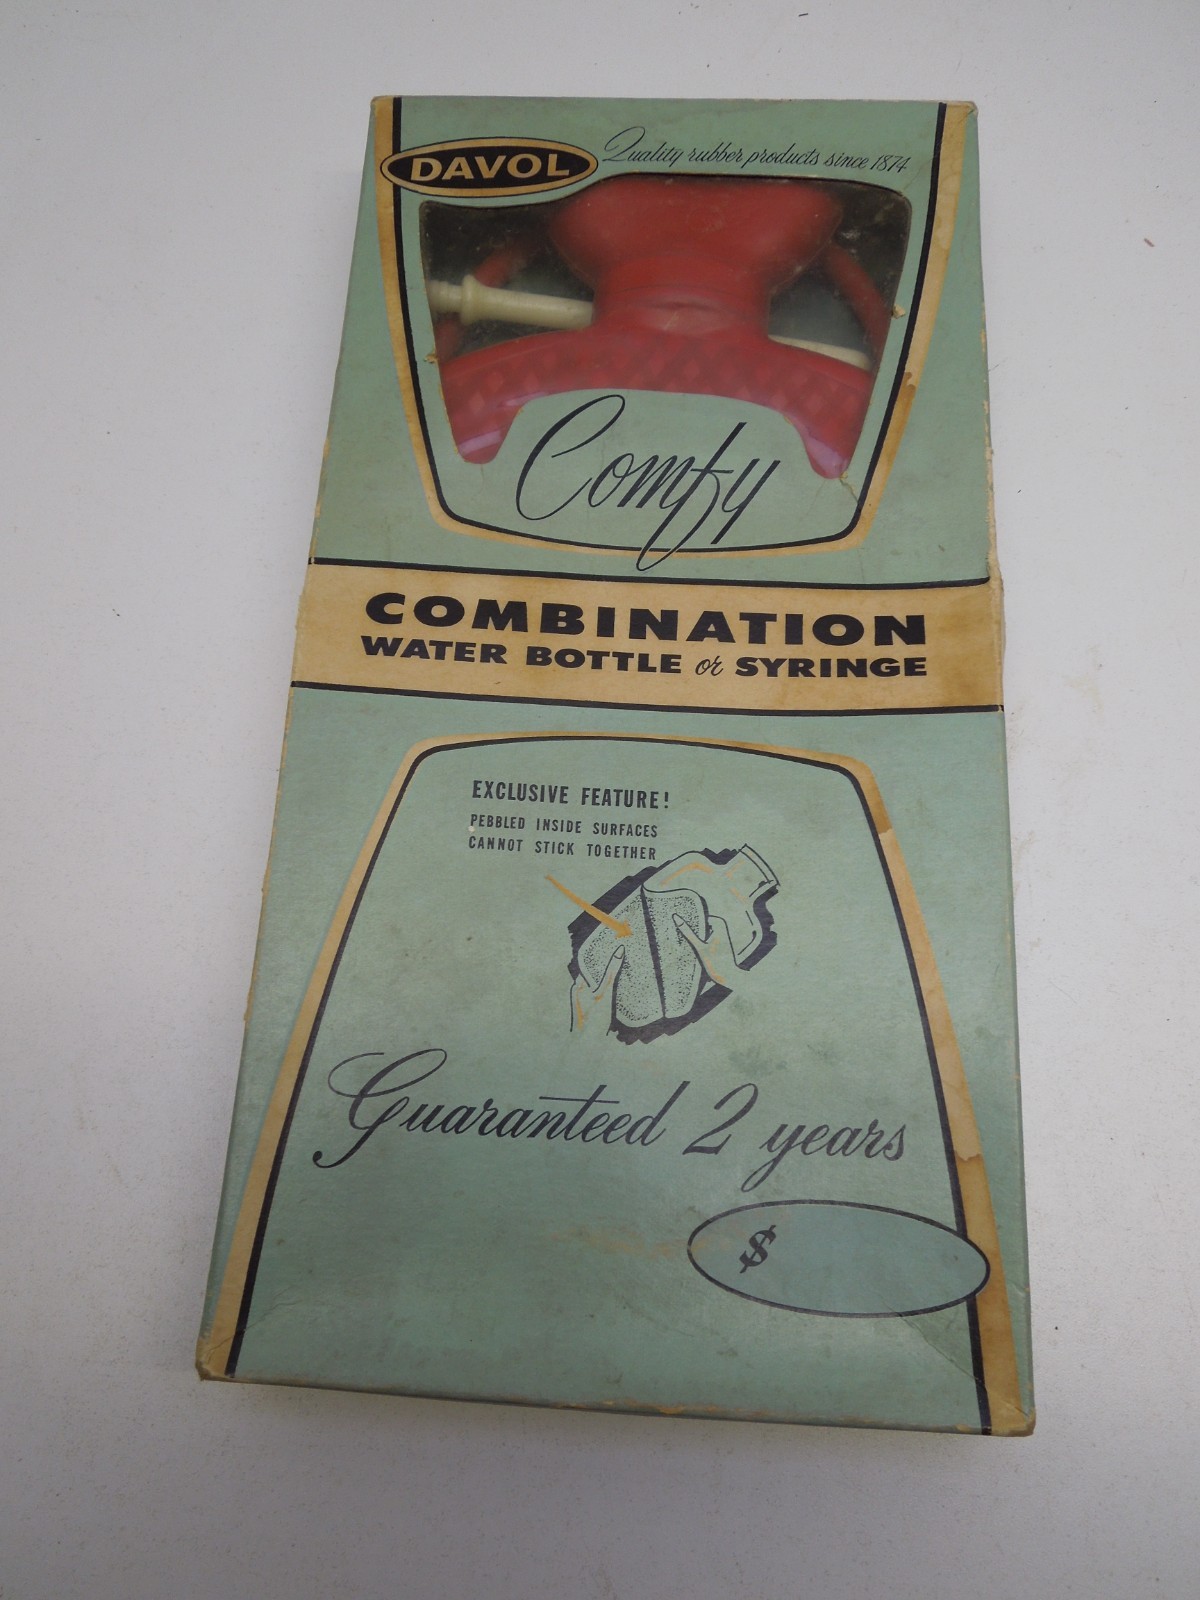 DAVOL
Quality rubber products since 1874
Comfy
COMBINATION
WATER BOTTLE or SYRINGE
EXCLUSIVE FEATURE!
PEBBLED INSIDE SURFACES
CANNOT STICK TOGETHER
Guaranteed 2 years
$